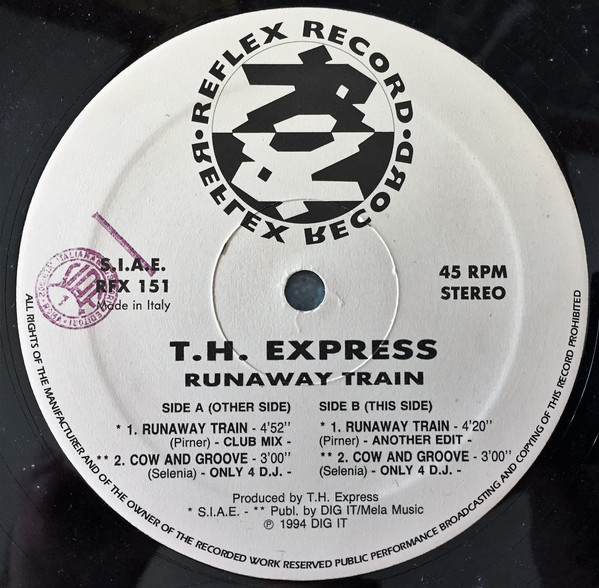 •REFLEX RECORD•
REFLEX RECORD
S.I.A.E.
RFX 151
Made in Italy
45 RPM
STEREO
T.H. EXPRESS
RUNAWAY TRAIN
SIDE A (OTHER SIDE)
* 1. RUNAWAY TRAIN - 4'52"
(Pirner) - CLUB MIX -
** 2. COW AND GROOVE - 3'00"
(Selenia) - ONLY 4 D.J. -
SIDE B (THIS SIDE)
* 1. RUNAWAY TRAIN - 4'20"
(Pirner) - ANOTHER EDIT -
** 2. COW AND GROOVE - 3'00"
(Selenia) - ONLY 4 D.J. -
Produced by T.H. Express
* S.I.A.E. - ** Publ. by DIG IT/Mela Music
℗ 1994 DIG IT
ALL RIGHTS OF THE MANIFACTURER AND OF THE OWNER OF THE RECORDED WORK RESERVED PUBLIC PERFORMANCE BROADCASTING AND COPYING OF THIS RECORD PROHIBITED